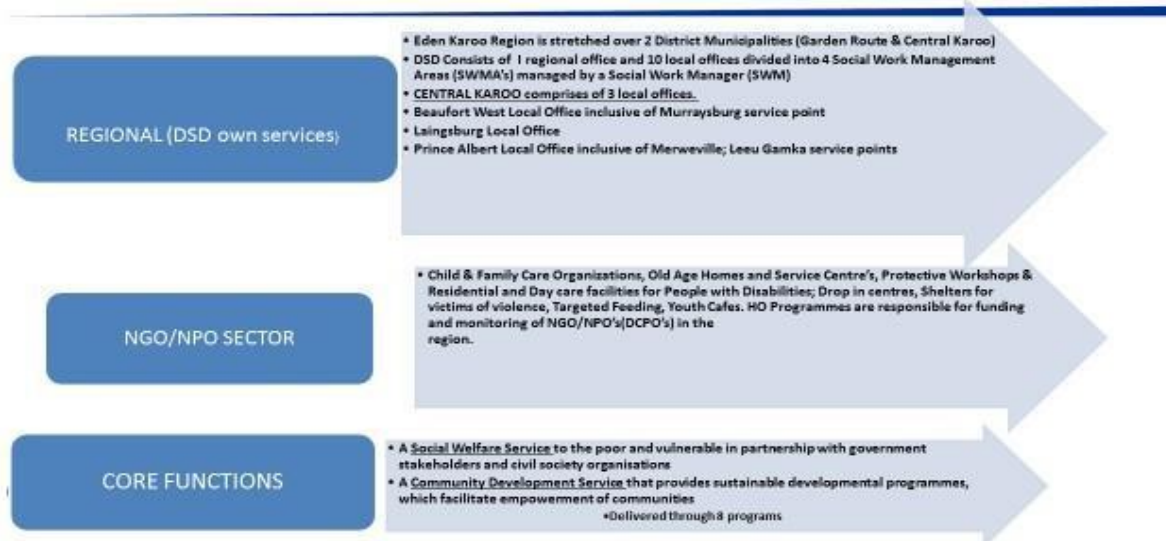 REGIONAL (DSD own services)
• Eden Karoo Region is stretched over 2 District Municipalities (Garden Route & Central Karoo)
• DSD Consists of I regional office and 10 local offices divided into 4 Social Work Management
Areas (SWMA's) managed by a Social Work Manager (SWM)
• CENTRAL KAROO comprises of 3 local offices.
• Beaufort West Local Office inclusive of Murraysburg service point
• Laingsburg Local Office
• Prince Albert Local Office inclusive of Merweville; Leeu Gamka service points
NGO/NPO SECTOR
• Child & Family Care Organizations, Old Age Homes and Service Centre's, Protective Workshops &
Residential and Day care facilities for People with Disabilities; Drop in centres, Shelters for
victims of violence, Targeted Feeding, Youth Cafes. HO Programmes are responsible for funding
and monitoring of NGO/NPO's(DCPO's) in the
region.
CORE FUNCTIONS
• A Social Welfare Service to the poor and vulnerable in partnership with government
stakeholders and civil society organisations
• A Community Development Service that provides sustainable developmental programmes,
which facilitate empowerment of communities
•Delivered through 8 programs